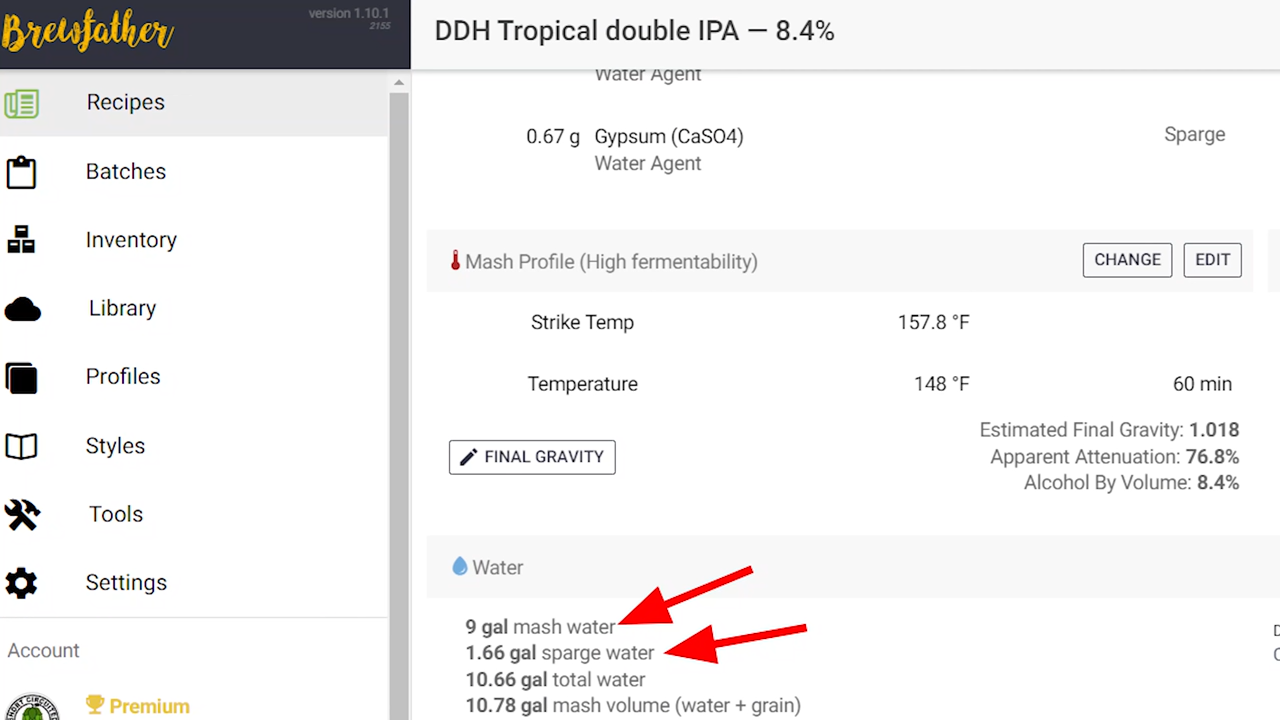 Brewfather
version 1.10.1
2155
Recipes
Batches
Inventory
Library
Profiles
Styles
Tools
Settings
Account
Premium
DDH Tropical double IPA — 8.4%
Water Agent
0.67 g Gypsum (CaSO4) Sparge
Water Agent
Mash Profile (High fermentability) CHANGE EDIT
Strike Temp 157.8 °F
Temperature 148 °F 60 min
Estimated Final Gravity: 1.018
FINAL GRAVITY Apparent Attenuation: 76.8%
Alcohol By Volume: 8.4%
Water
9 gal mash water
1.66 gal sparge water
10.66 gal total water
10.78 gal mash volume (water + grain)